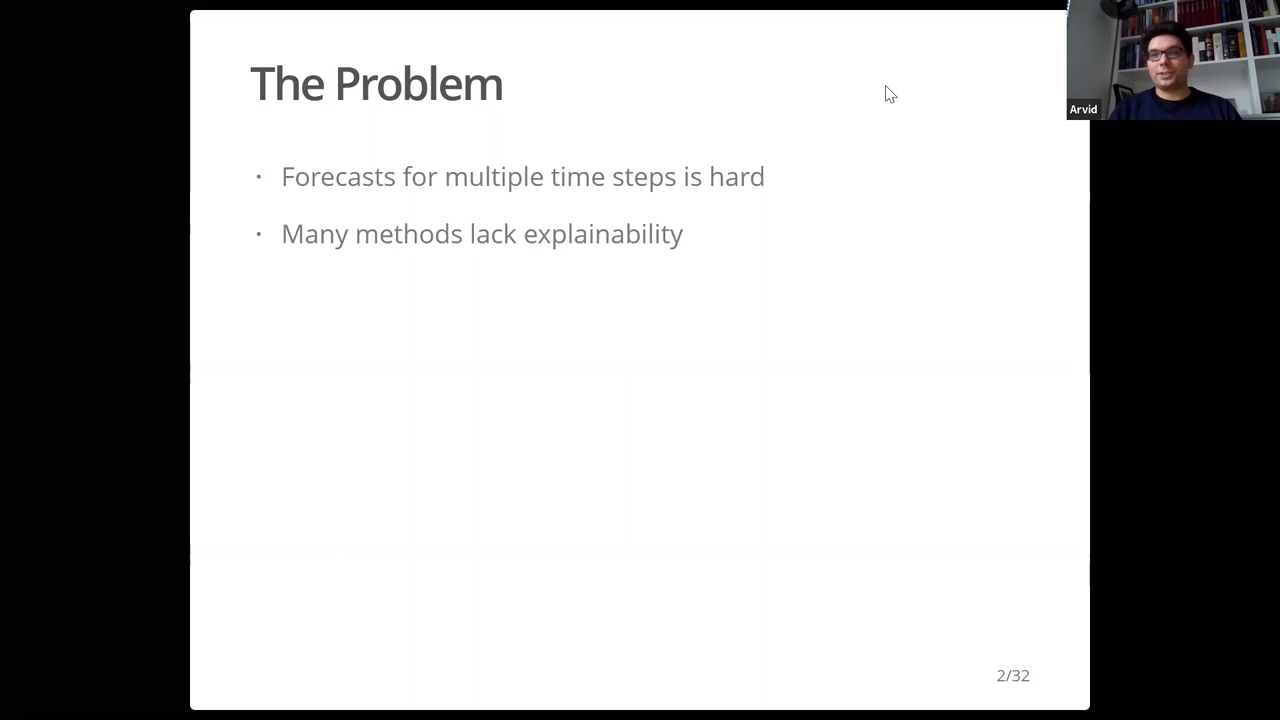 The Problem
Arvid
· Forecasts for multiple time steps is hard
· Many methods lack explainability
2/32